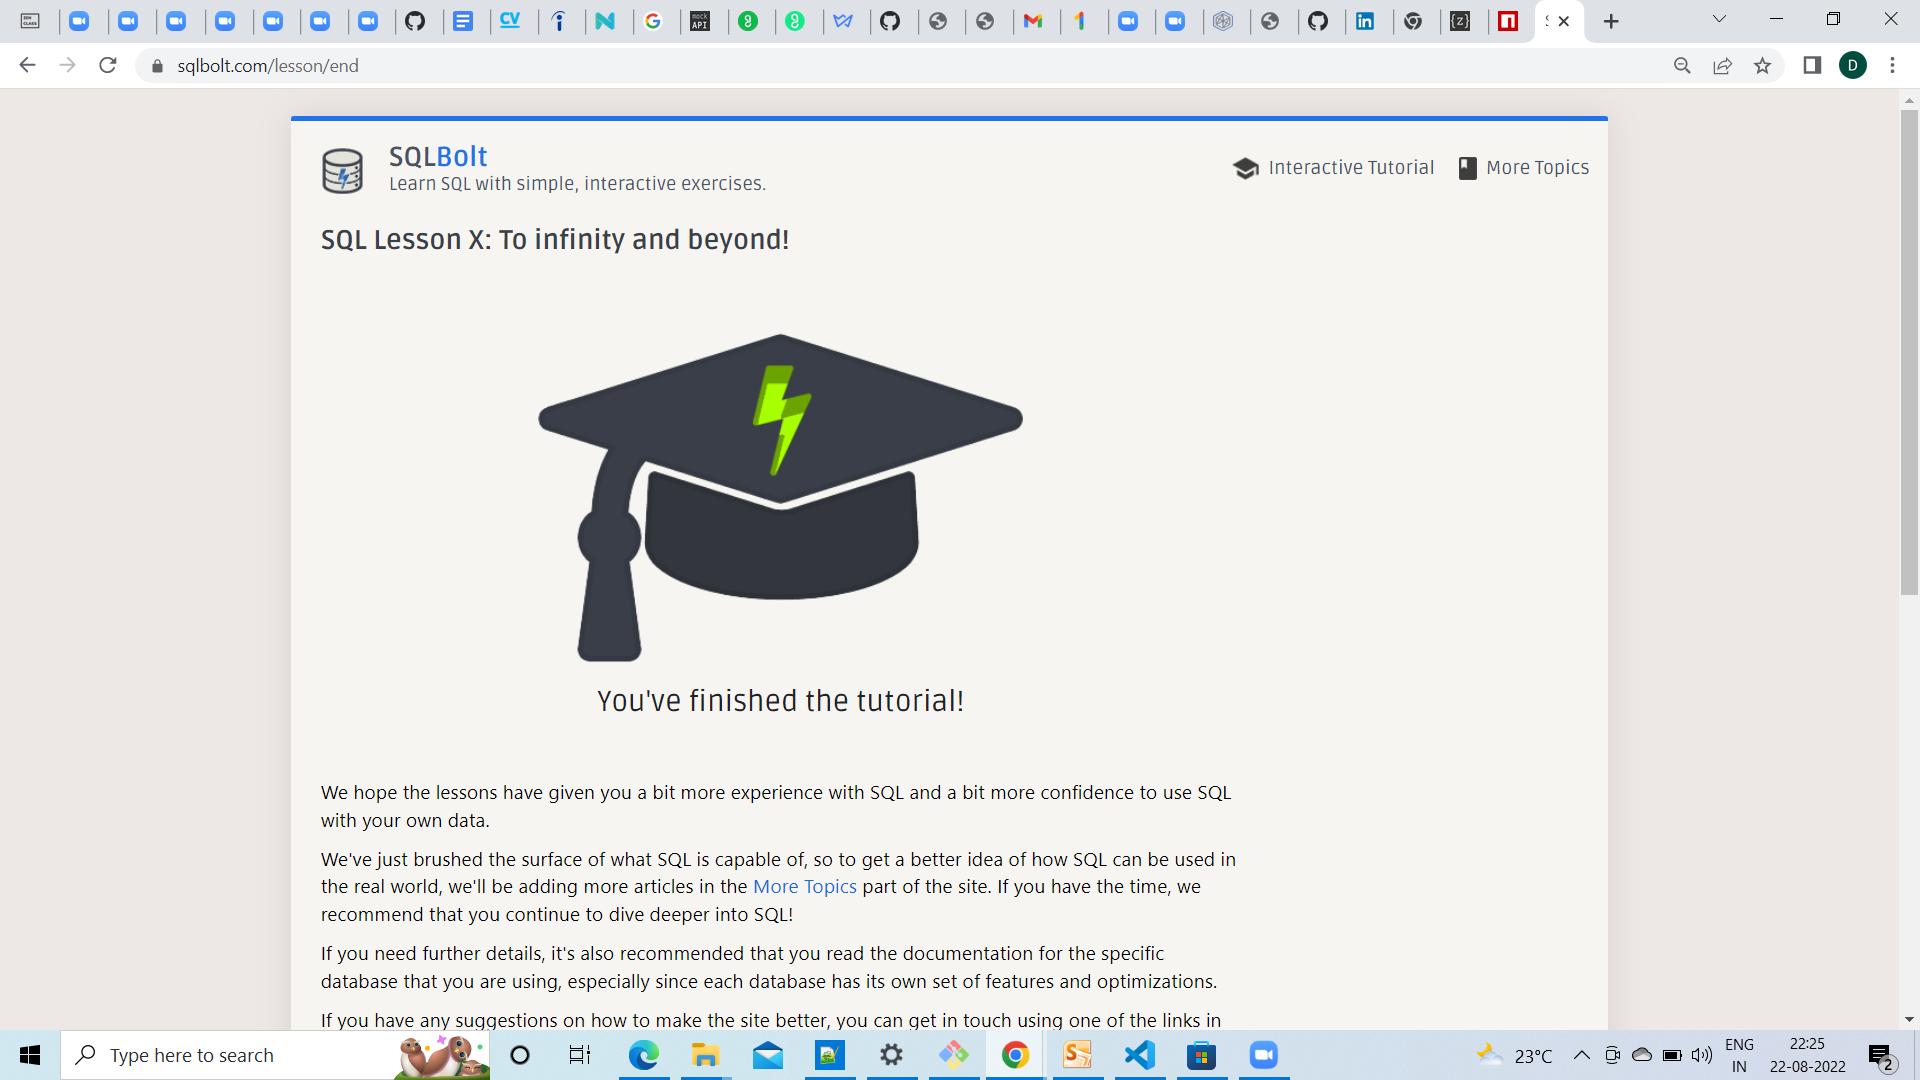 sqlbolt.com/lesson/end
D
SQLBolt
Learn SQL with simple, interactive exercises.
Interactive Tutorial
More Topics
SQL Lesson X: To infinity and beyond!
You've finished the tutorial!
We hope the lessons have given you a bit more experience with SQL and a bit more confidence to use SQL
with your own data.
We've just brushed the surface of what SQL is capable of, so to get a better idea of how SQL can be used in
the real world, we'll be adding more articles in the More Topics part of the site. If you have the time, we
recommend that you continue to dive deeper into SQL!
If you need further details, it's also recommended that you read the documentation for the specific
database that you are using, especially since each database has its own set of features and optimizations.
If you have any suggestions on how to make the site better, you can get in touch using one of the links in
Type here to search
23°C
ENG
IN
22:25
22-08-2022
2